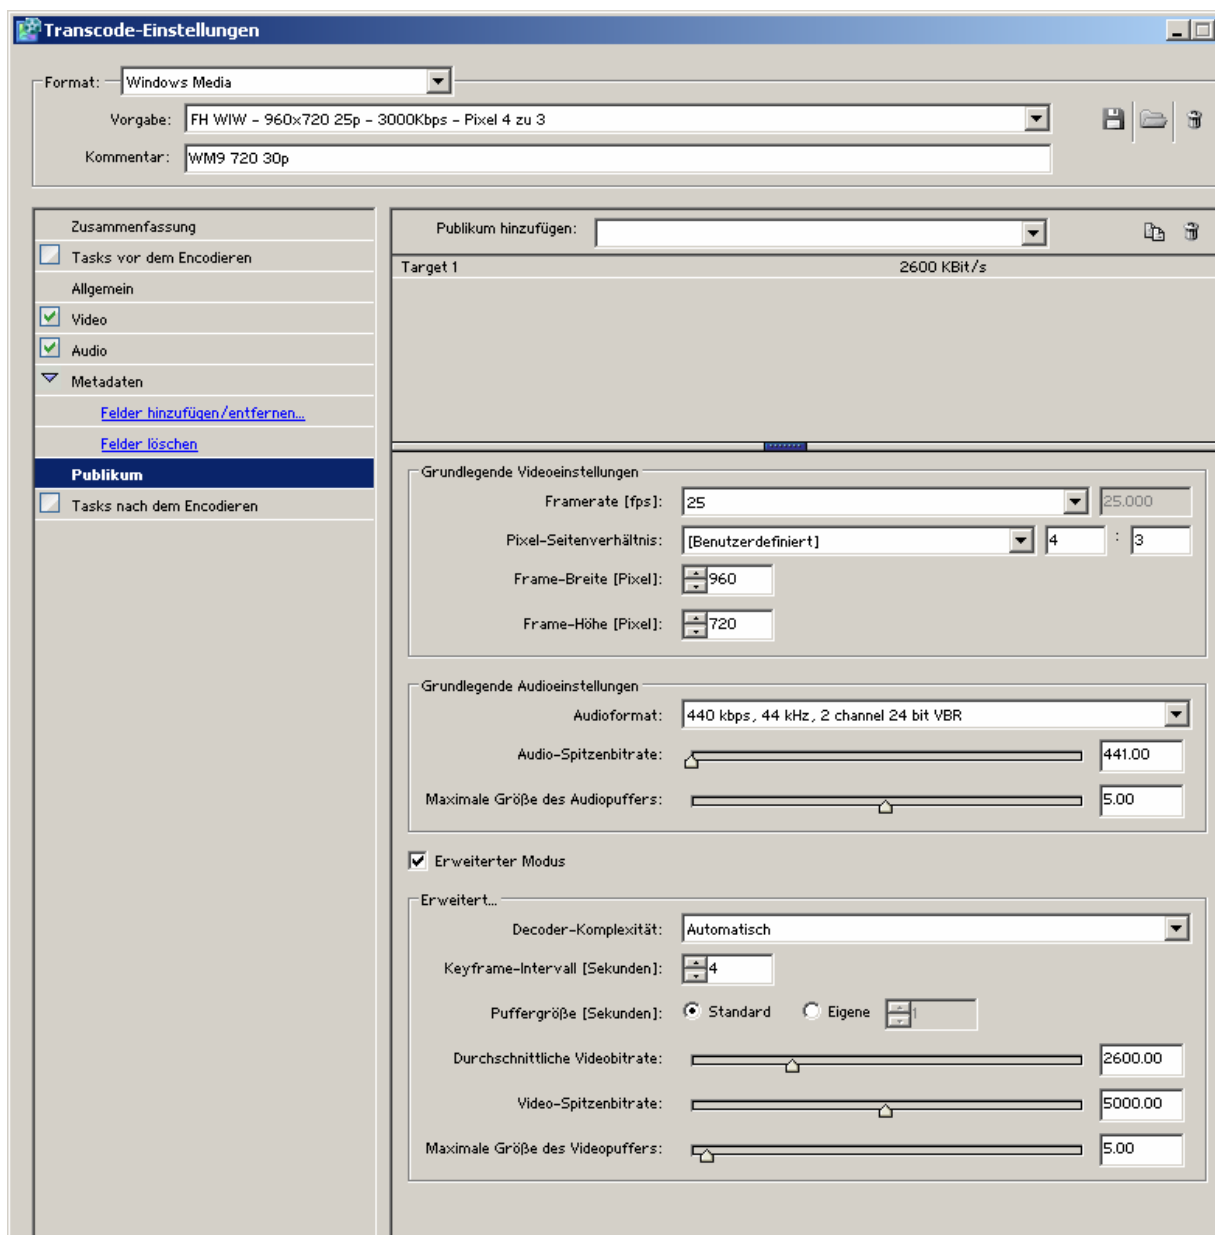 Transcode-Einstellungen
Format: Windows Media
Vorgabe: FH WIW - 960x720 25p - 3000Kbps - Pixel 4 zu 3
Kommentar: WM9 720 30p
Zusammenfassung
Tasks vor dem Encodieren
Allgemein
Video
Audio
Metadaten
Felder hinzufügen/entfernen...
Felder löschen
Publikum
Tasks nach dem Encodieren
Publikum hinzufügen:
Target 1 2600 KBit/s
Grundlegende Videoeinstellungen
Framerate [fps]: 25 25.000
Pixel-Seitenverhältnis: [Benutzerdefiniert] 4 : 3
Frame-Breite [Pixel]: 960
Frame-Höhe [Pixel]: 720
Grundlegende Audioeinstellungen
Audioformat: 440 kbps, 44 kHz, 2 channel 24 bit VBR
Audio-Spitzenbitrate: 441.00
Maximale Größe des Audiopuffers: 5.00
Erweiterter Modus
Erweitert...
Decoder-Komplexität: Automatisch
Keyframe-Intervall [Sekunden]: 4
Puffergröße [Sekunden]: Standard Eigene 1
Durchschnittliche Videobitrate: 2600.00
Video-Spitzenbitrate: 5000.00
Maximale Größe des Videopuffers: 5.00